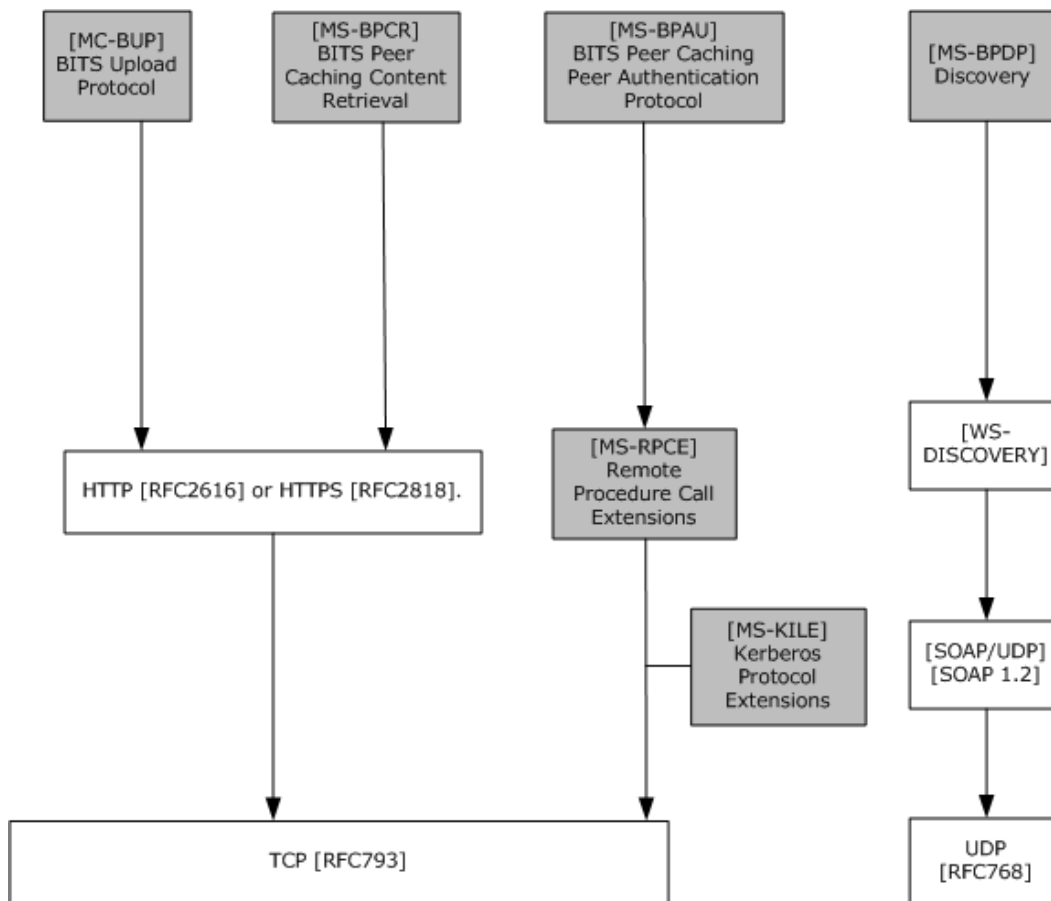 [MC-BUP]
BITS Upload
Protocol
[MS-BPCR]
BITS Peer
Caching Content
Retrieval
[MS-BPAU]
BITS Peer Caching
Peer Authentication
Protocol
[MS-BPDP]
Discovery
HTTP [RFC2616] or HTTPS [RFC2818].
[MS-RPCE]
Remote
Procedure Call
Extensions
[WS-
DISCOVERY]
[MS-KILE]
Kerberos
Protocol
Extensions
[SOAP/UDP]
[SOAP 1.2]
TCP [RFC793]
UDP
[RFC768]